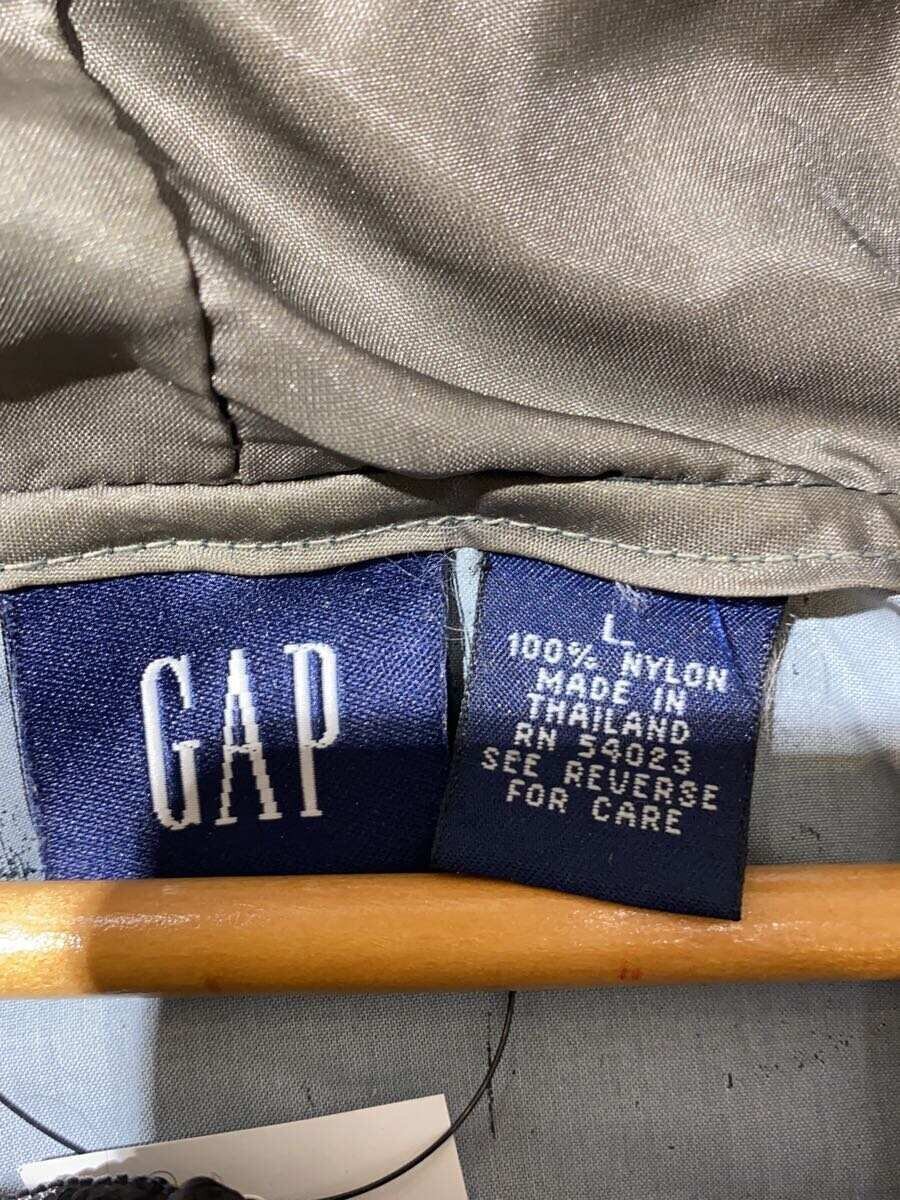 GAP
L
100% NYLON
MADE IN
THAILAND
RN 54023
SEE REVERSE
FOR CARE